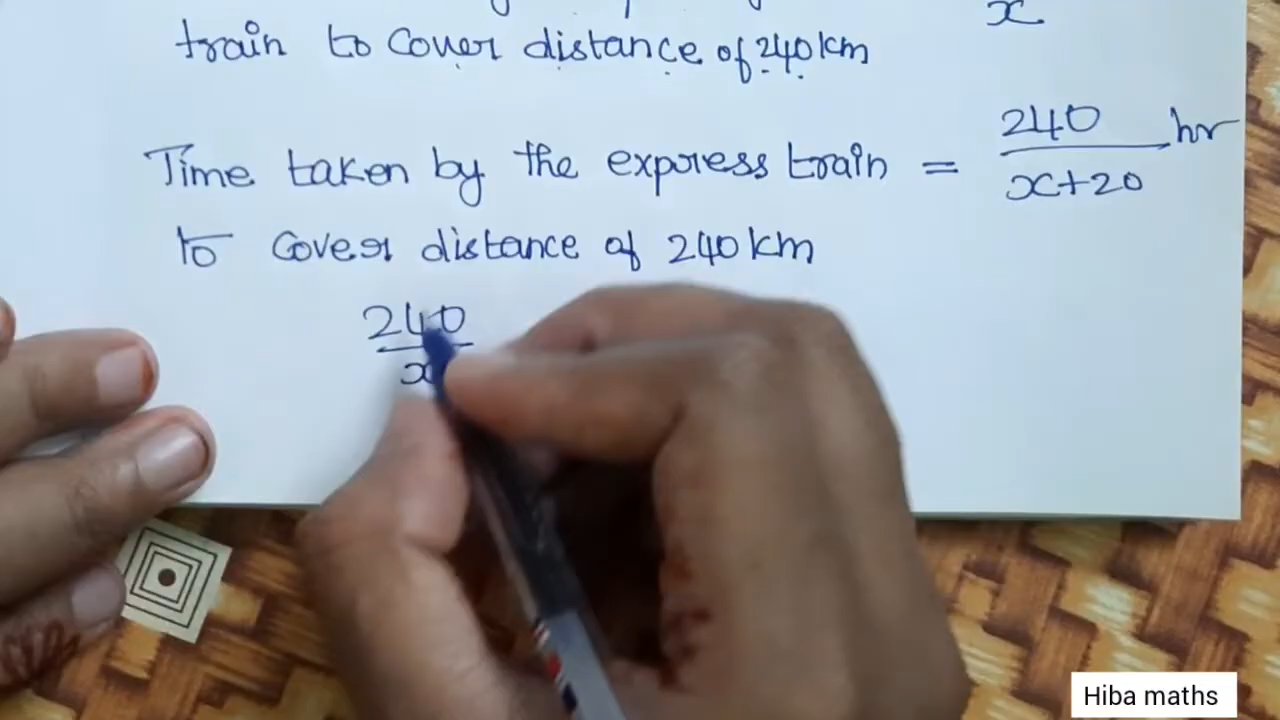 x
train to cover distance of 240 km
Time taken by the express train = 240/x+20 hr
to cover distance of 240 km
240/x
Hiba maths